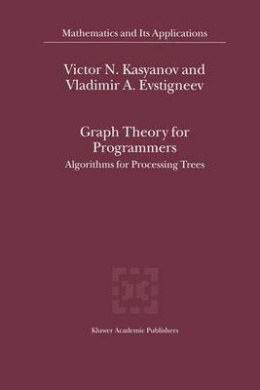 Mathematics and Its Applications
Victor N. Kasyanov and
Vladimir A. Evstigneev
Graph Theory for
Programmers
Algorithms for Processing Trees
Kluwer Academic Publishers